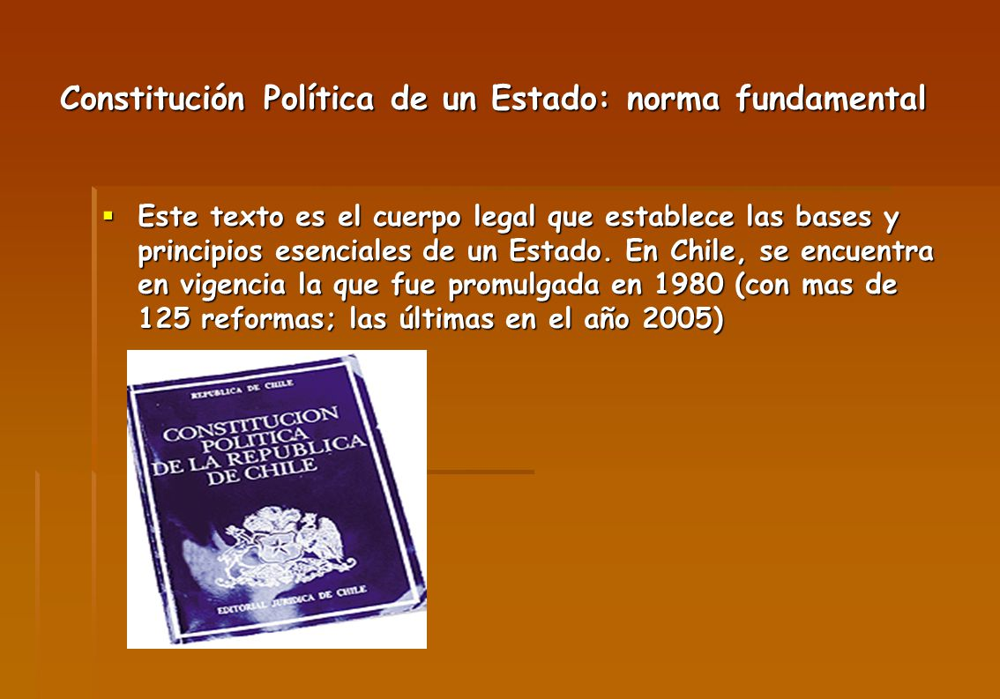 Constitución Política de un Estado: norma fundamental
Este texto es el cuerpo legal que establece las bases y
principios esenciales de un Estado. En Chile, se encuentra
en vigencia la que fue promulgada en 1980 (con mas de
125 reformas; las últimas en el año 2005)
REPUBLICA DE CHILE
CONSTITUCION
POLITICA
DE LA REPUBLICA
DE CHILE
EDITORIAL JURIDICA DE CHILE